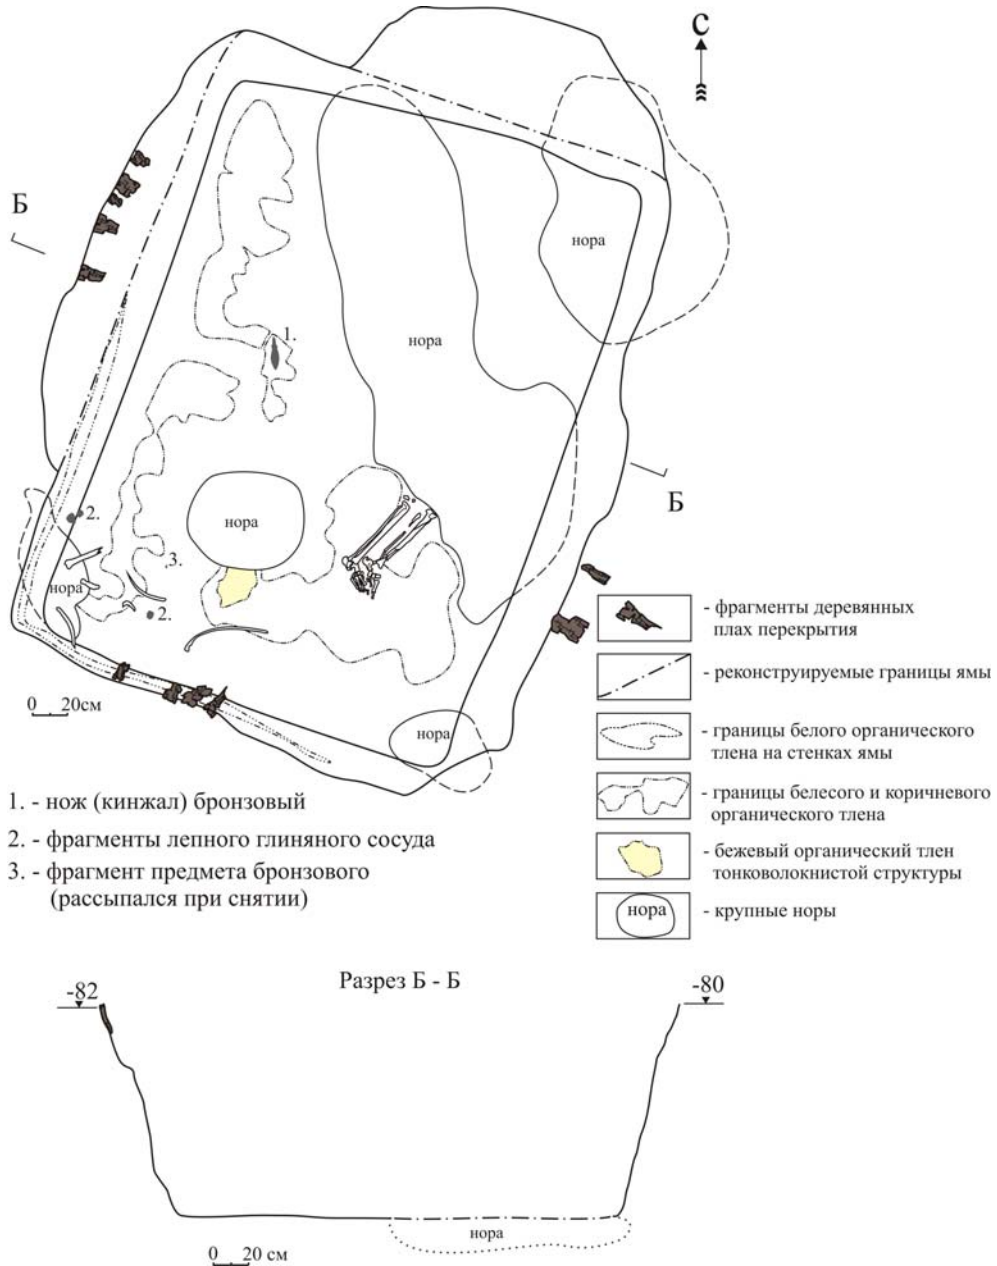 С
Б
нора
1.
нора
Б
2.
нора
3.
нора
2.
0 20см
нора
- фрагменты деревянных
плах перекрытия
- реконструируемые границы ямы
- границы белого органического
тлена на стенках ямы
- границы белесого и коричневого
органического тлена
- бежевый органический тлен
тонковолокнистой структуры
нора
- крупные норы
1. - нож (кинжал) бронзовый
2. - фрагменты лепного глиняного сосуда
3. - фрагмент предмета бронзового
(рассыпался при снятии)
Разрез Б - Б
-82
-80
нора
0 20 см